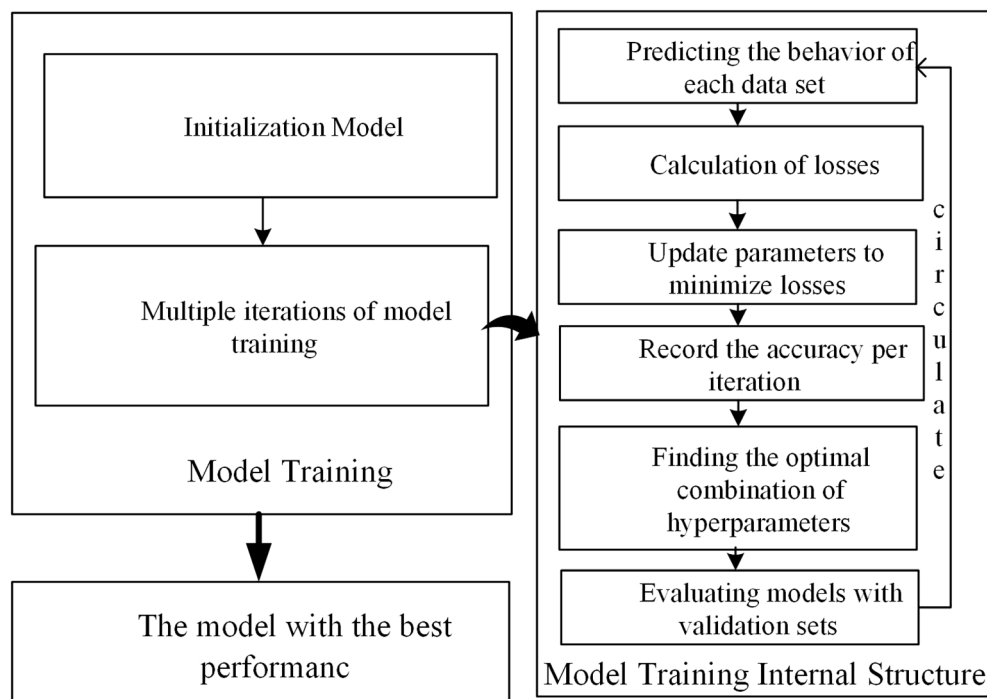 Initialization Model
Multiple iterations of model
training
Model Training
The model with the best
performanc
Predicting the behavior of
each data set
Calculation of losses
Update parameters to
minimize losses
Record the accuracy per
iteration
Finding the optimal
combination of
hyperparameters
Evaluating models with
validation sets
circulate
Model Training Internal Structure